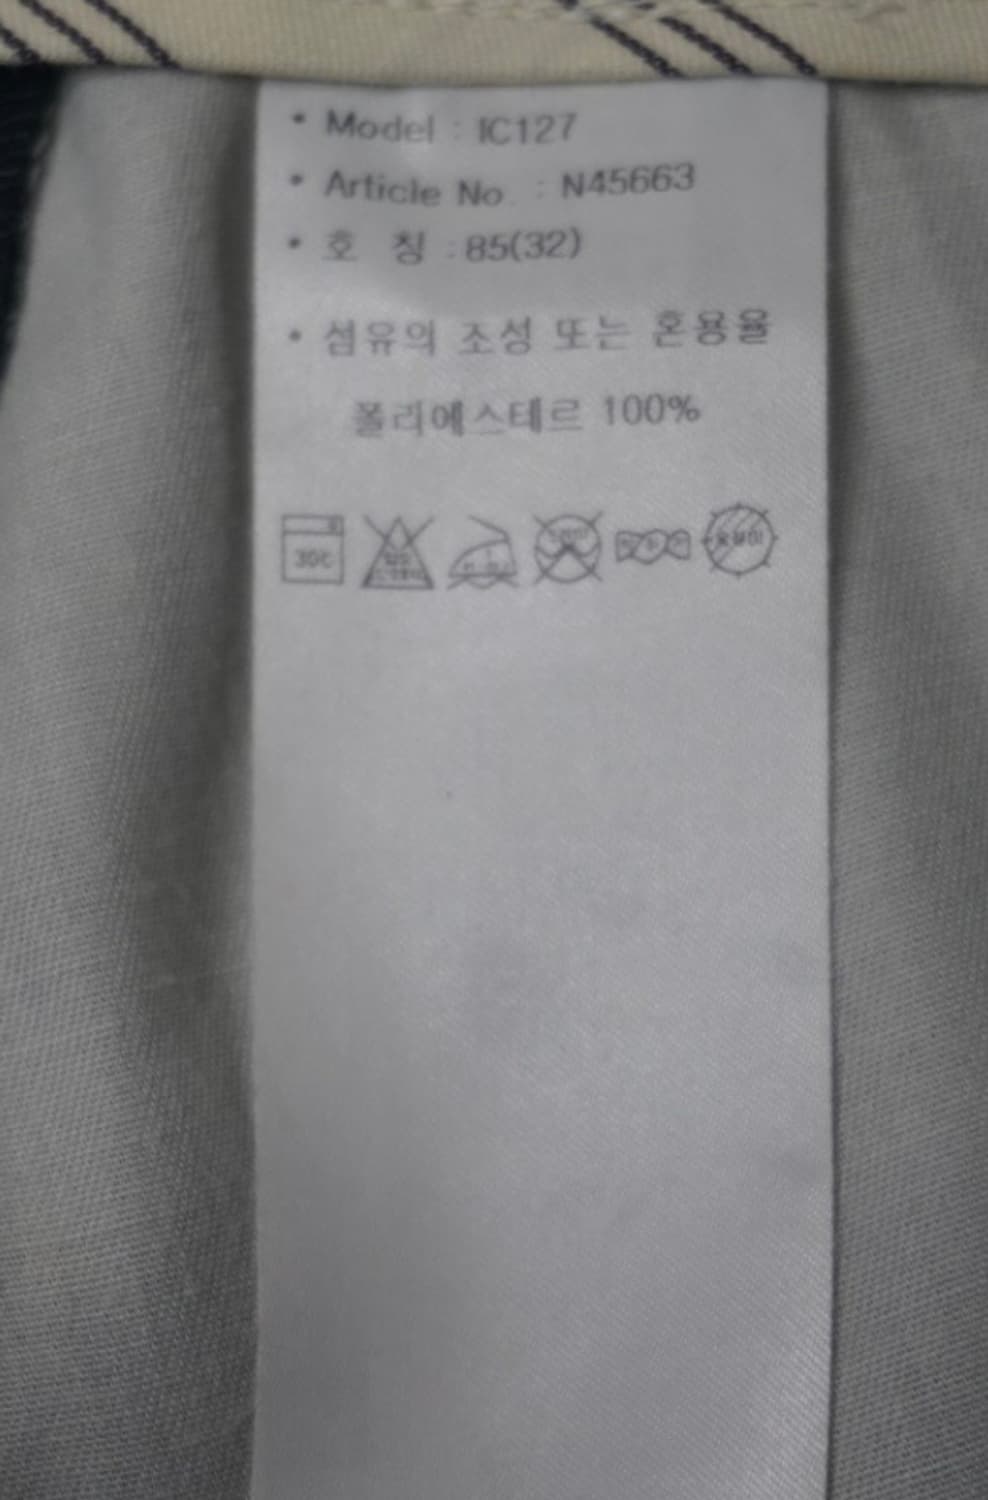 • Model : IC127
• Article No. : N45663
• 호 칭 : 85(32)
• 섬유의 조성 또는 혼용율
폴리에스테르 100%
30℃